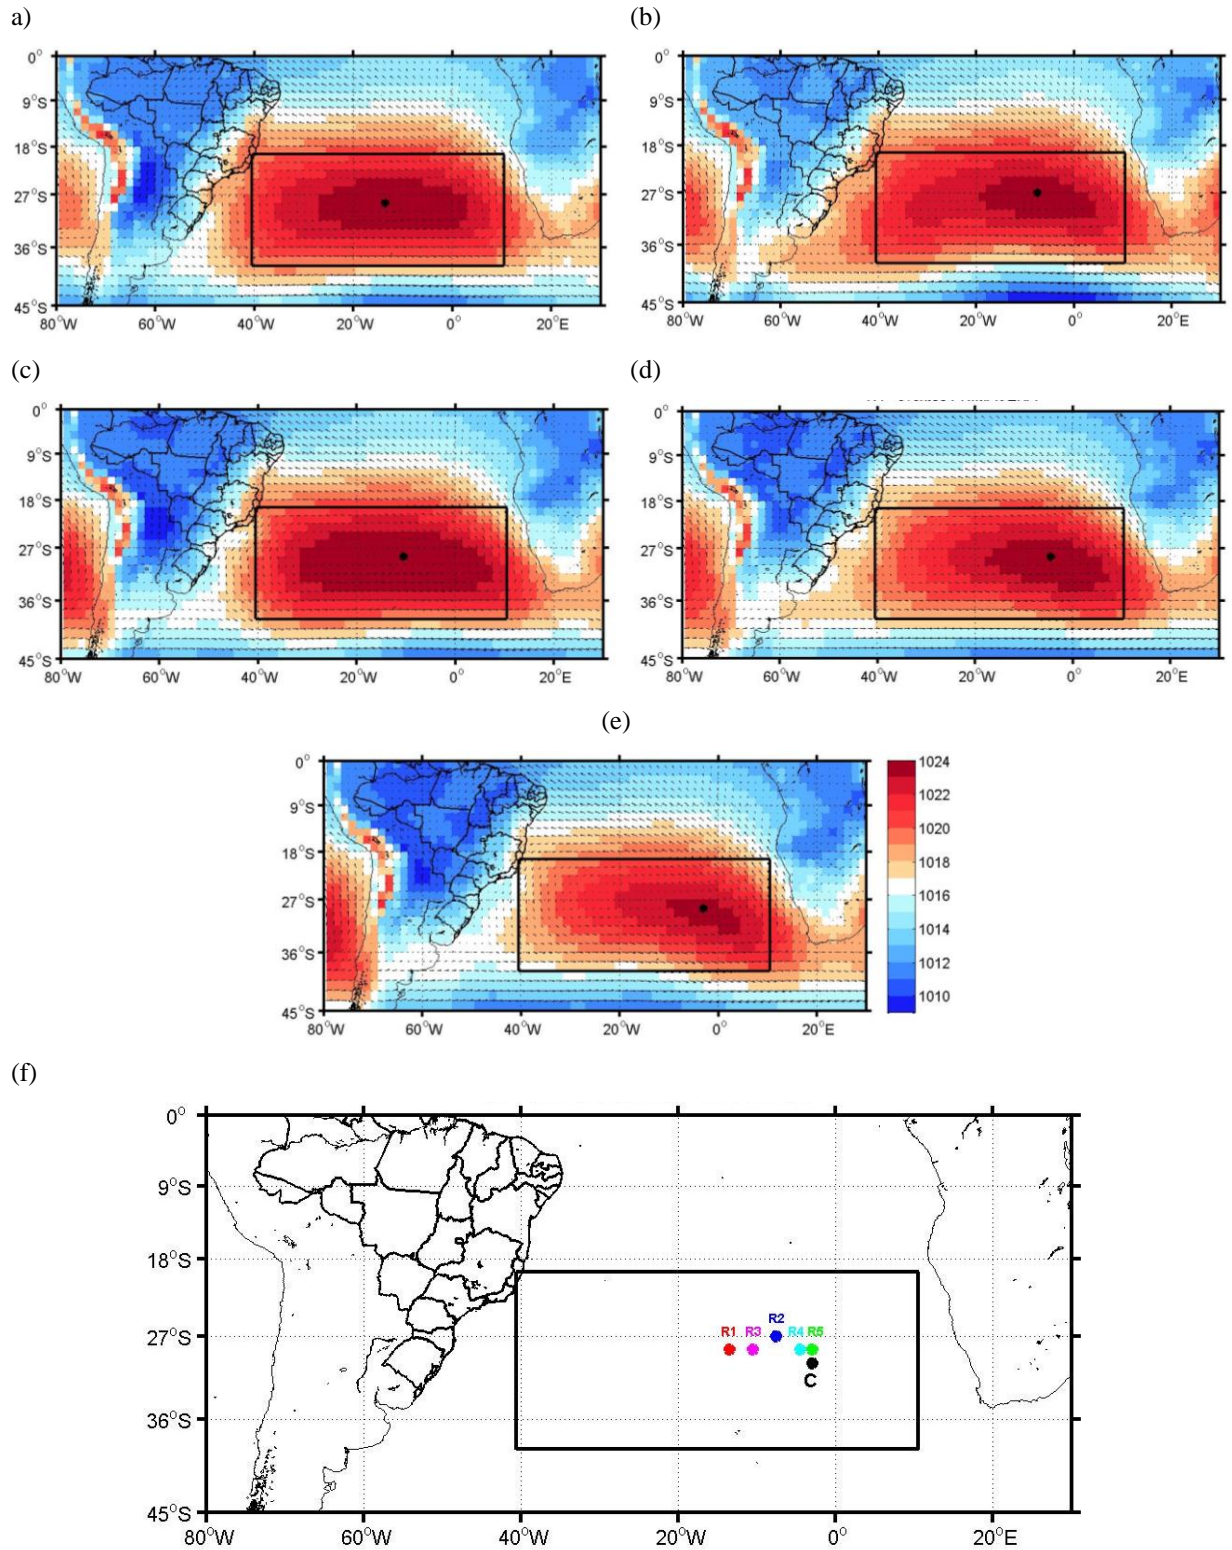 a) (b)
0° 0°
9°S 9°S
18°S 18°S
27°S 27°S
36°S 36°S
45°S 45°S
80°W 60°W 40°W 20°W 0° 20°E 80°W 60°W 40°W 20°W 0° 20°E
(c) (d)
0° 0°
9°S 9°S
18°S 18°S
27°S 27°S
36°S 36°S
45°S 45°S
80°W 60°W 40°W 20°W 0° 20°E 80°W 60°W 40°W 20°W 0° 20°E
(e)
0° 1024
9°S 1022
18°S 1020
27°S 1018
36°S 1016
45°S 1014
1012
1010
80°W 60°W 40°W 20°W 0° 20°E
(f)
0°
9°S
18°S
R2
27°S R1 R3 R4 R5
C
36°S
45°S
80°W 60°W 40°W 20°W 0° 20°E